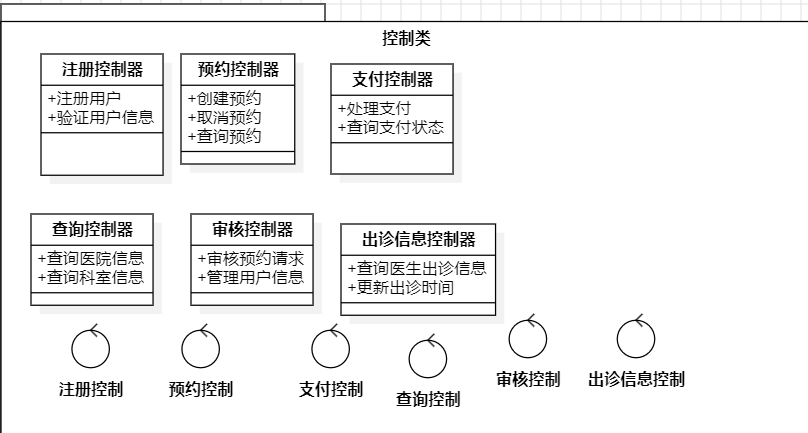 控制类
注册控制器
+注册用户
+验证用户信息
预约控制器
+创建预约
+取消预约
+查询预约
支付控制器
+处理支付
+查询支付状态
查询控制器
+查询医院信息
+查询科室信息
审核控制器
+审核预约请求
+管理用户信息
出诊信息控制器
+查询医生出诊信息
+更新出诊时间
注册控制
预约控制
支付控制
查询控制
审核控制
出诊信息控制